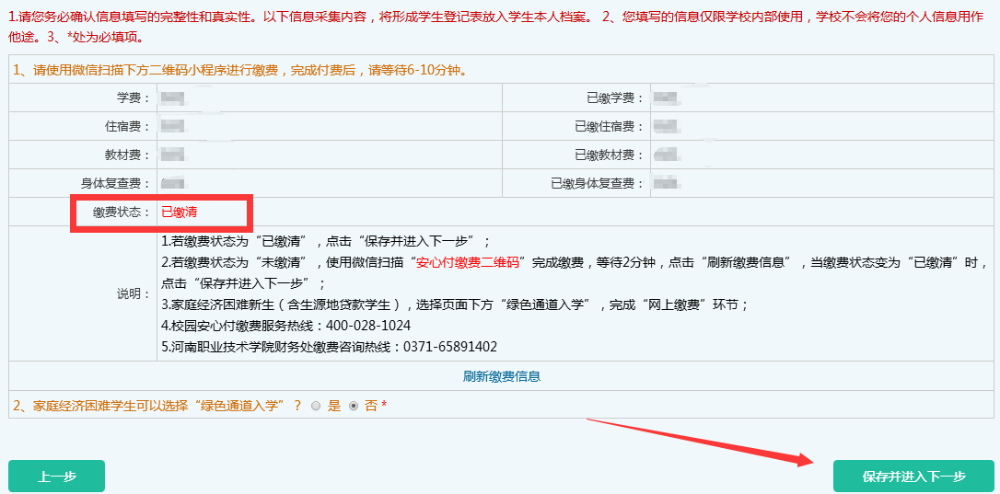 1.请您务必确认信息填写的完整性和真实性。以下信息采集内容，将形成学生登记表放入学生本人档案。 2、您填写的信息仅限学校内部使用，学校不会将您的个人信息用作
他途。3、*处为必填项。
1、请使用微信扫描下方二维码小程序进行缴费，完成付费后，请等待6-10分钟。
学费： 已缴学费：
住宿费： 已缴住宿费：
教材费： 已缴教材费：
身体复查费： 已缴身体复查费：
缴费状态： 已缴清
1.若缴费状态为“已缴清”，点击“保存并进入下一步”；
2.若缴费状态为“未缴清”，使用微信扫描“安心付缴费二维码”完成缴费，等待2分钟，点击“刷新缴费信息”，当缴费状态变为“已缴清”时，
点击“保存并进入下一步”；
说明：
3.家庭经济困难新生（含生源地贷款学生），选择页面下方“绿色通道入学”，完成“网上缴费”环节；
4.校园安心付缴费服务热线：400-028-1024
5.河南职业技术学院财务处缴费咨询热线：0371-65891402
刷新缴费信息
2、家庭经济困难学生可以选择“绿色通道入学”？ 是 否 *
上一步 保存并进入下一步